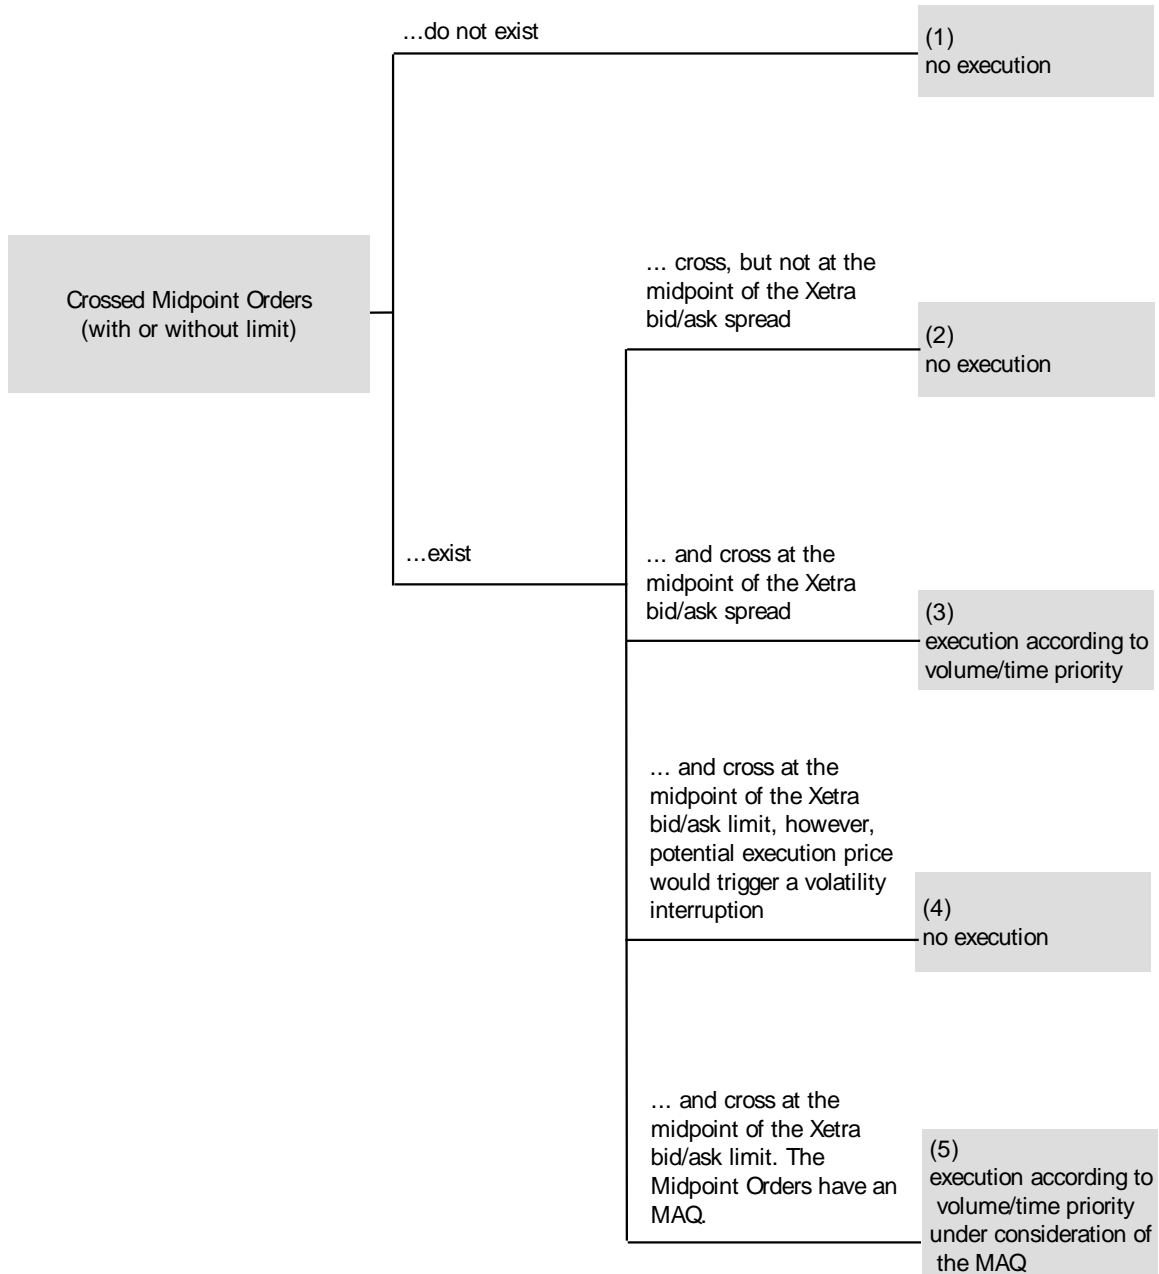 ...do not exist
(1)
no execution
Crossed Midpoint Orders
(with or without limit)
... cross, but not at the
midpoint of the Xetra
bid/ask spread
(2)
no execution
...exist
... and cross at the
midpoint of the Xetra
bid/ask spread
(3)
execution according to
volume/time priority
... and cross at the
midpoint of the Xetra
bid/ask limit, however,
potential execution price
would trigger a volatility
interruption
(4)
no execution
... and cross at the
midpoint of the Xetra
bid/ask limit. The
Midpoint Orders have an
MAQ.
(5)
execution according to
volume/time priority
under consideration of
the MAQ